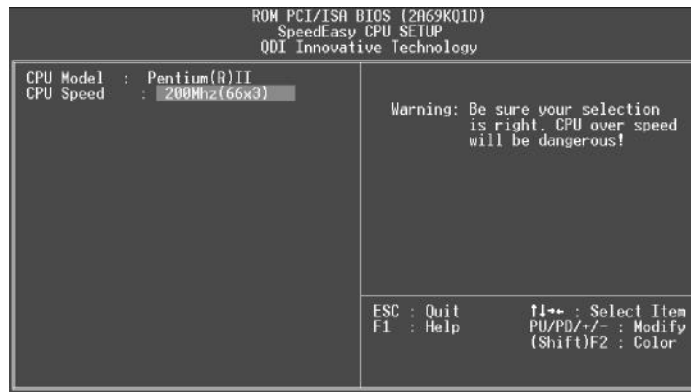 ROM PCI/ISA BIOS (2A69KQ1D)
SpeedEasy CPU SETUP
QDI Innovative Technology
CPU Model : Pentium(R)II
CPU Speed : 200Mhz(66x3)
Warning: Be sure your selection
is right. CPU over speed
will be dangerous!
ESC : Quit ↑↓→← : Select Item
F1 : Help PU/PD/+/- : Modify
(Shift)F2 : Color